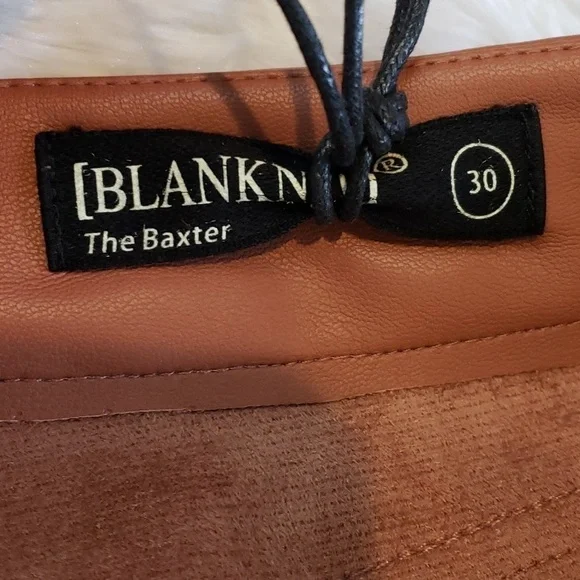 [BLANKN
®
The Baxter
30